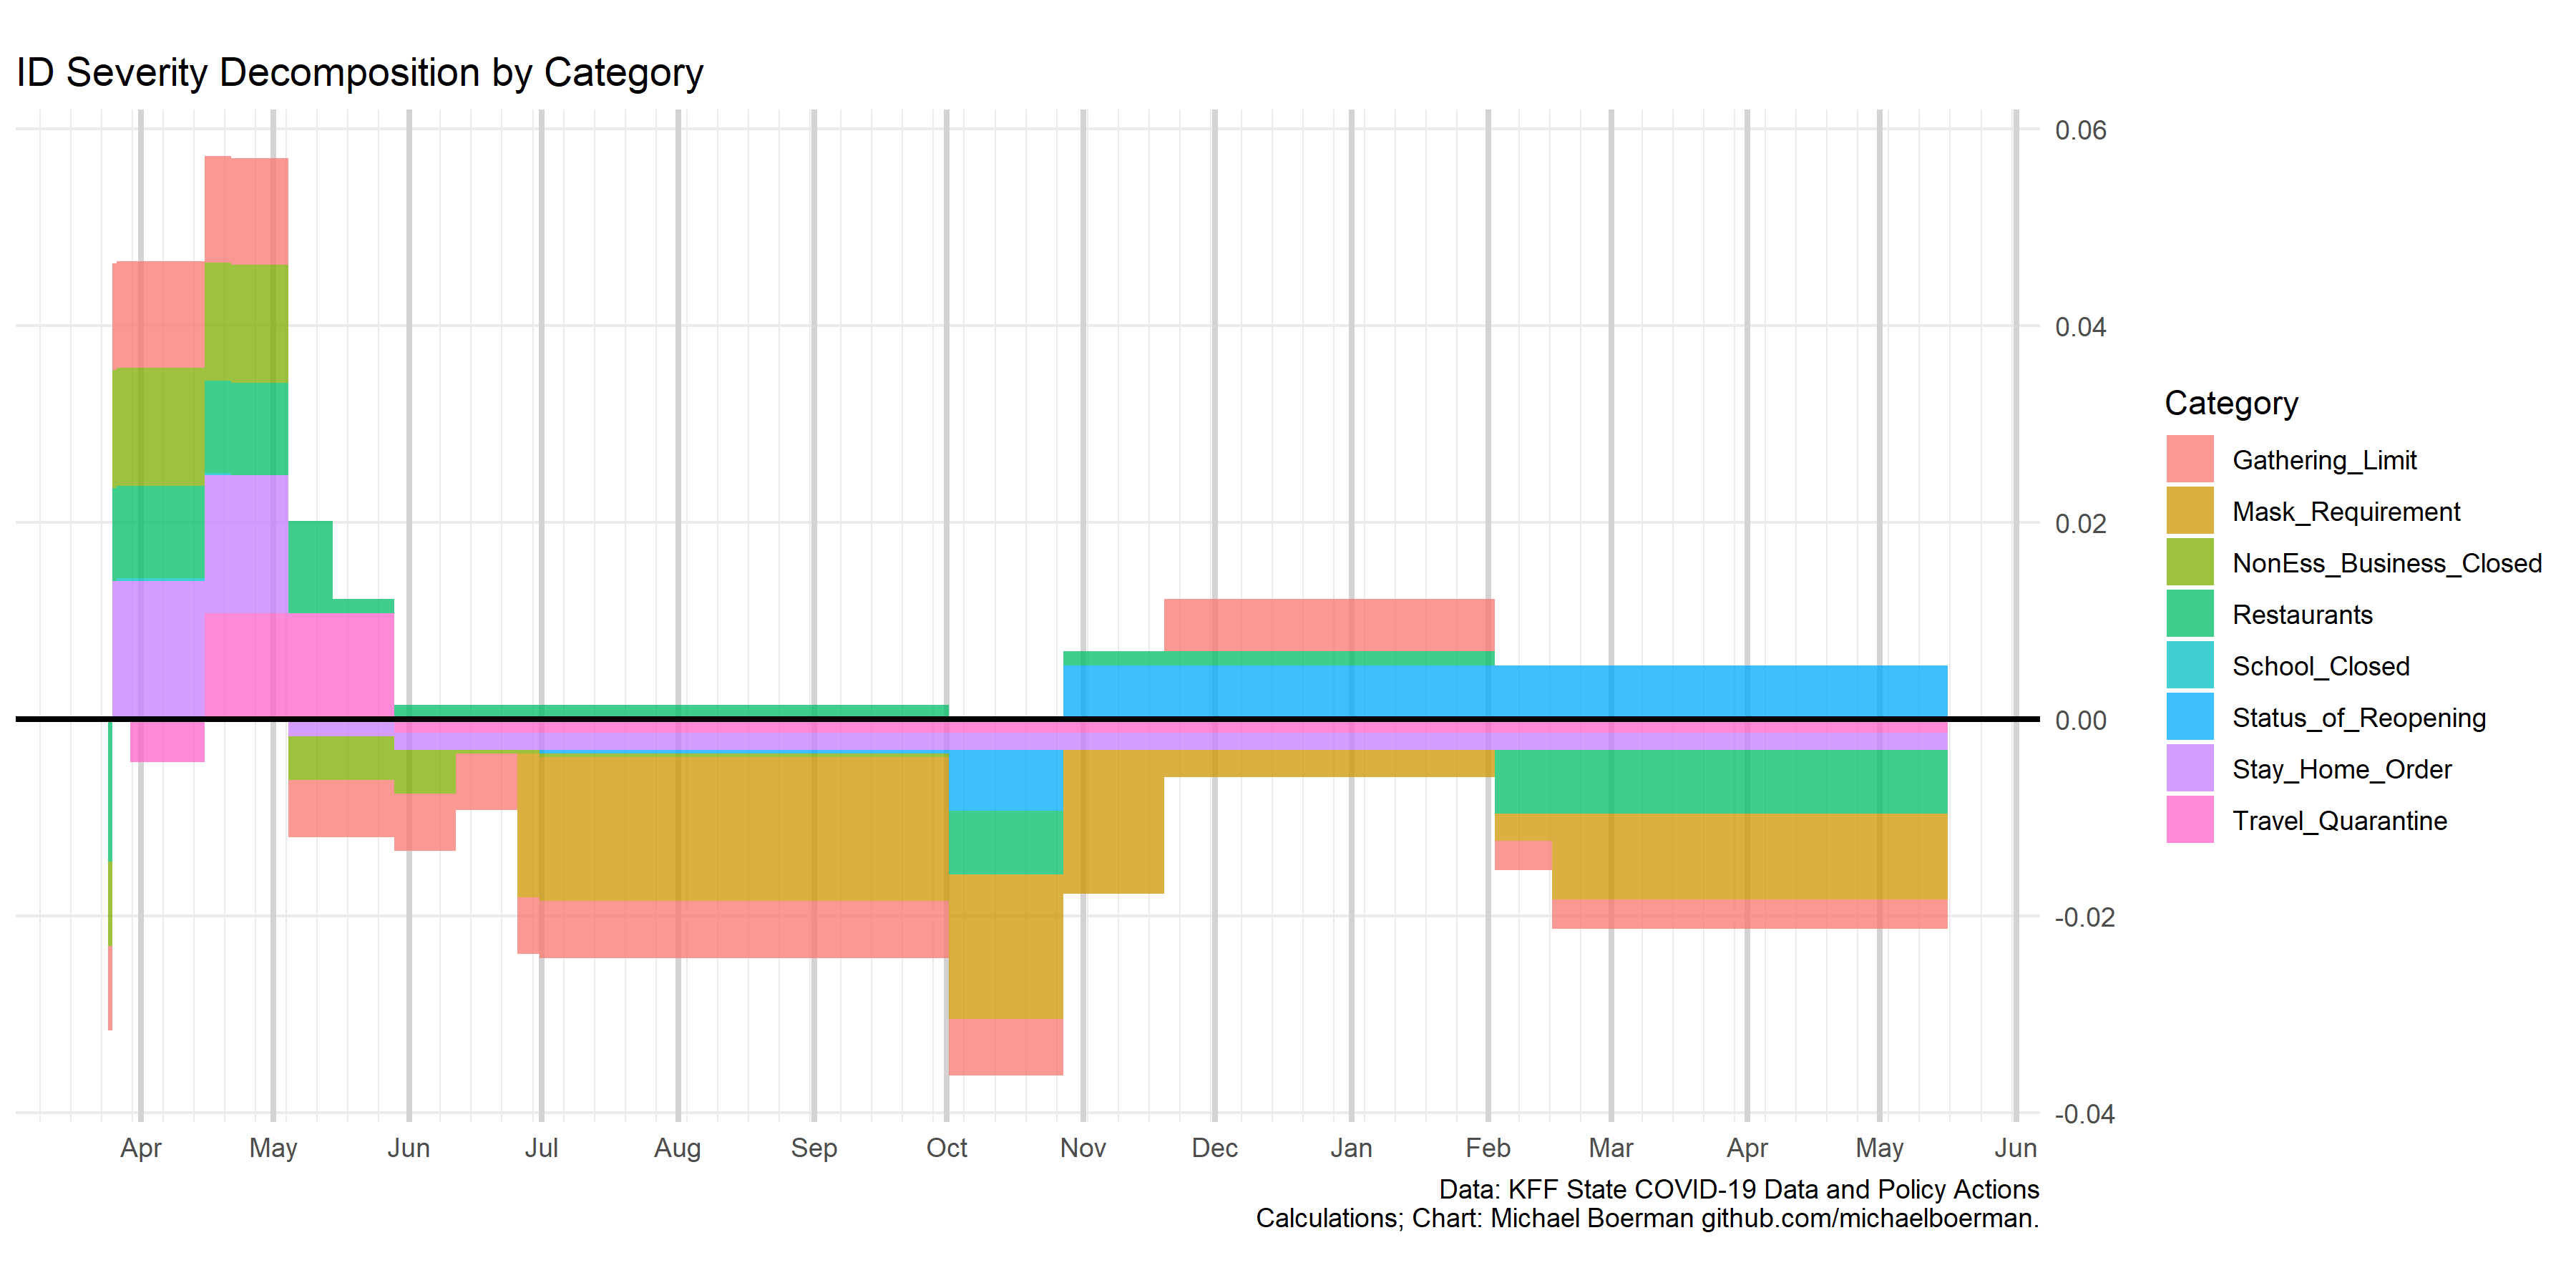 ID Severity Decomposition by Category
0.06
0.04
0.02
0.00
-0.02
-0.04
Apr May Jun Jul Aug Sep Oct Nov Dec Jan Feb Mar Apr May Jun
Category
Gathering_Limit
Mask_Requirement
NonEss_Business_Closed
Restaurants
School_Closed
Status_of_Reopening
Stay_Home_Order
Travel_Quarantine
Data: KFF State COVID-19 Data and Policy Actions
Calculations; Chart: Michael Boerman github.com/michaelboerman.